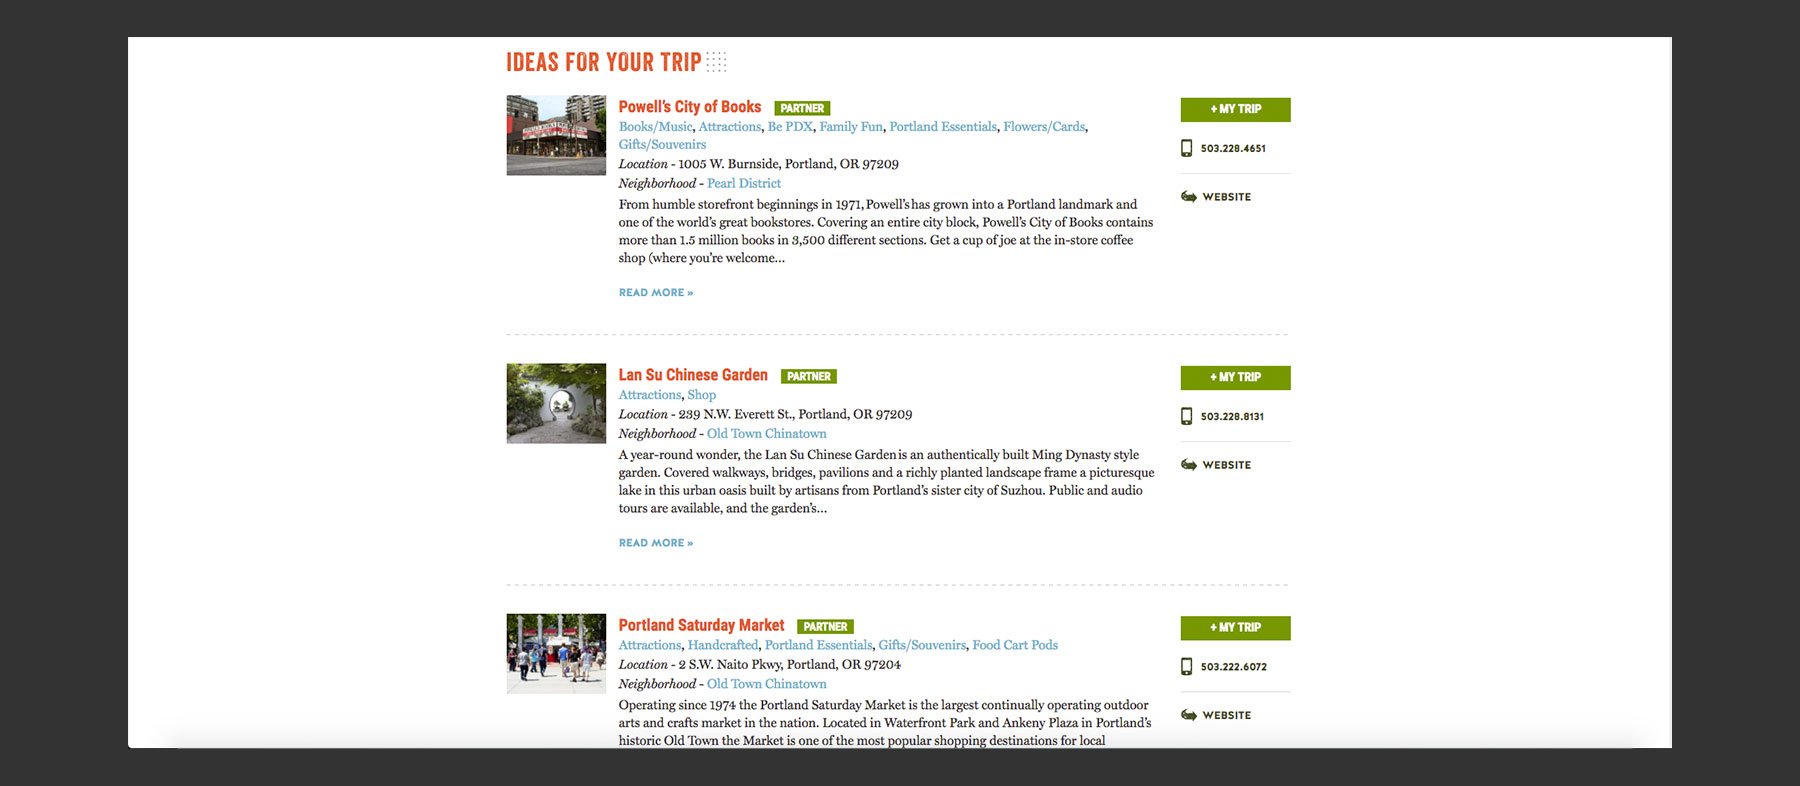 IDEAS FOR YOUR TRIP
Powell's City of Books PARTNER
Books/Music, Attractions, Be PDX, Family Fun, Portland Essentials, Flowers/Cards,
Gifts/Souvenirs
Location - 1005 W. Burnside, Portland, OR 97209
Neighborhood - Pearl District
From humble storefront beginnings in 1971, Powell's has grown into a Portland landmark and
one of the world's great bookstores. Covering an entire city block, Powell's City of Books contains
more than 1.5 million books in 3,500 different sections. Get a cup of joe at the in-store coffee
shop (where you're welcome...
READ MORE »
+ MY TRIP
503.228.4651
WEBSITE
Lan Su Chinese Garden PARTNER
Attractions, Shop
Location - 239 N.W. Everett St., Portland, OR 97209
Neighborhood - Old Town Chinatown
A year-round wonder, the Lan Su Chinese Garden is an authentically built Ming Dynasty style
garden. Covered walkways, bridges, pavilions and a richly planted landscape frame a picturesque
lake in this urban oasis built by artisans from Portland's sister city of Suzhou. Public and audio
tours are available, and the garden's...
READ MORE »
+ MY TRIP
503.228.8131
WEBSITE
Portland Saturday Market PARTNER
Attractions, Handcrafted, Portland Essentials, Gifts/Souvenirs, Food Cart Pods
Location - 2 S.W. Naito Pkwy, Portland, OR 97204
Neighborhood - Old Town Chinatown
Operating since 1974 the Portland Saturday Market is the largest continually operating outdoor
arts and crafts market in the nation. Located in Waterfront Park and Ankeny Plaza in Portland's
historic Old Town the Market is one of the most popular shopping destinations for local
+ MY TRIP
503.222.6072
WEBSITE